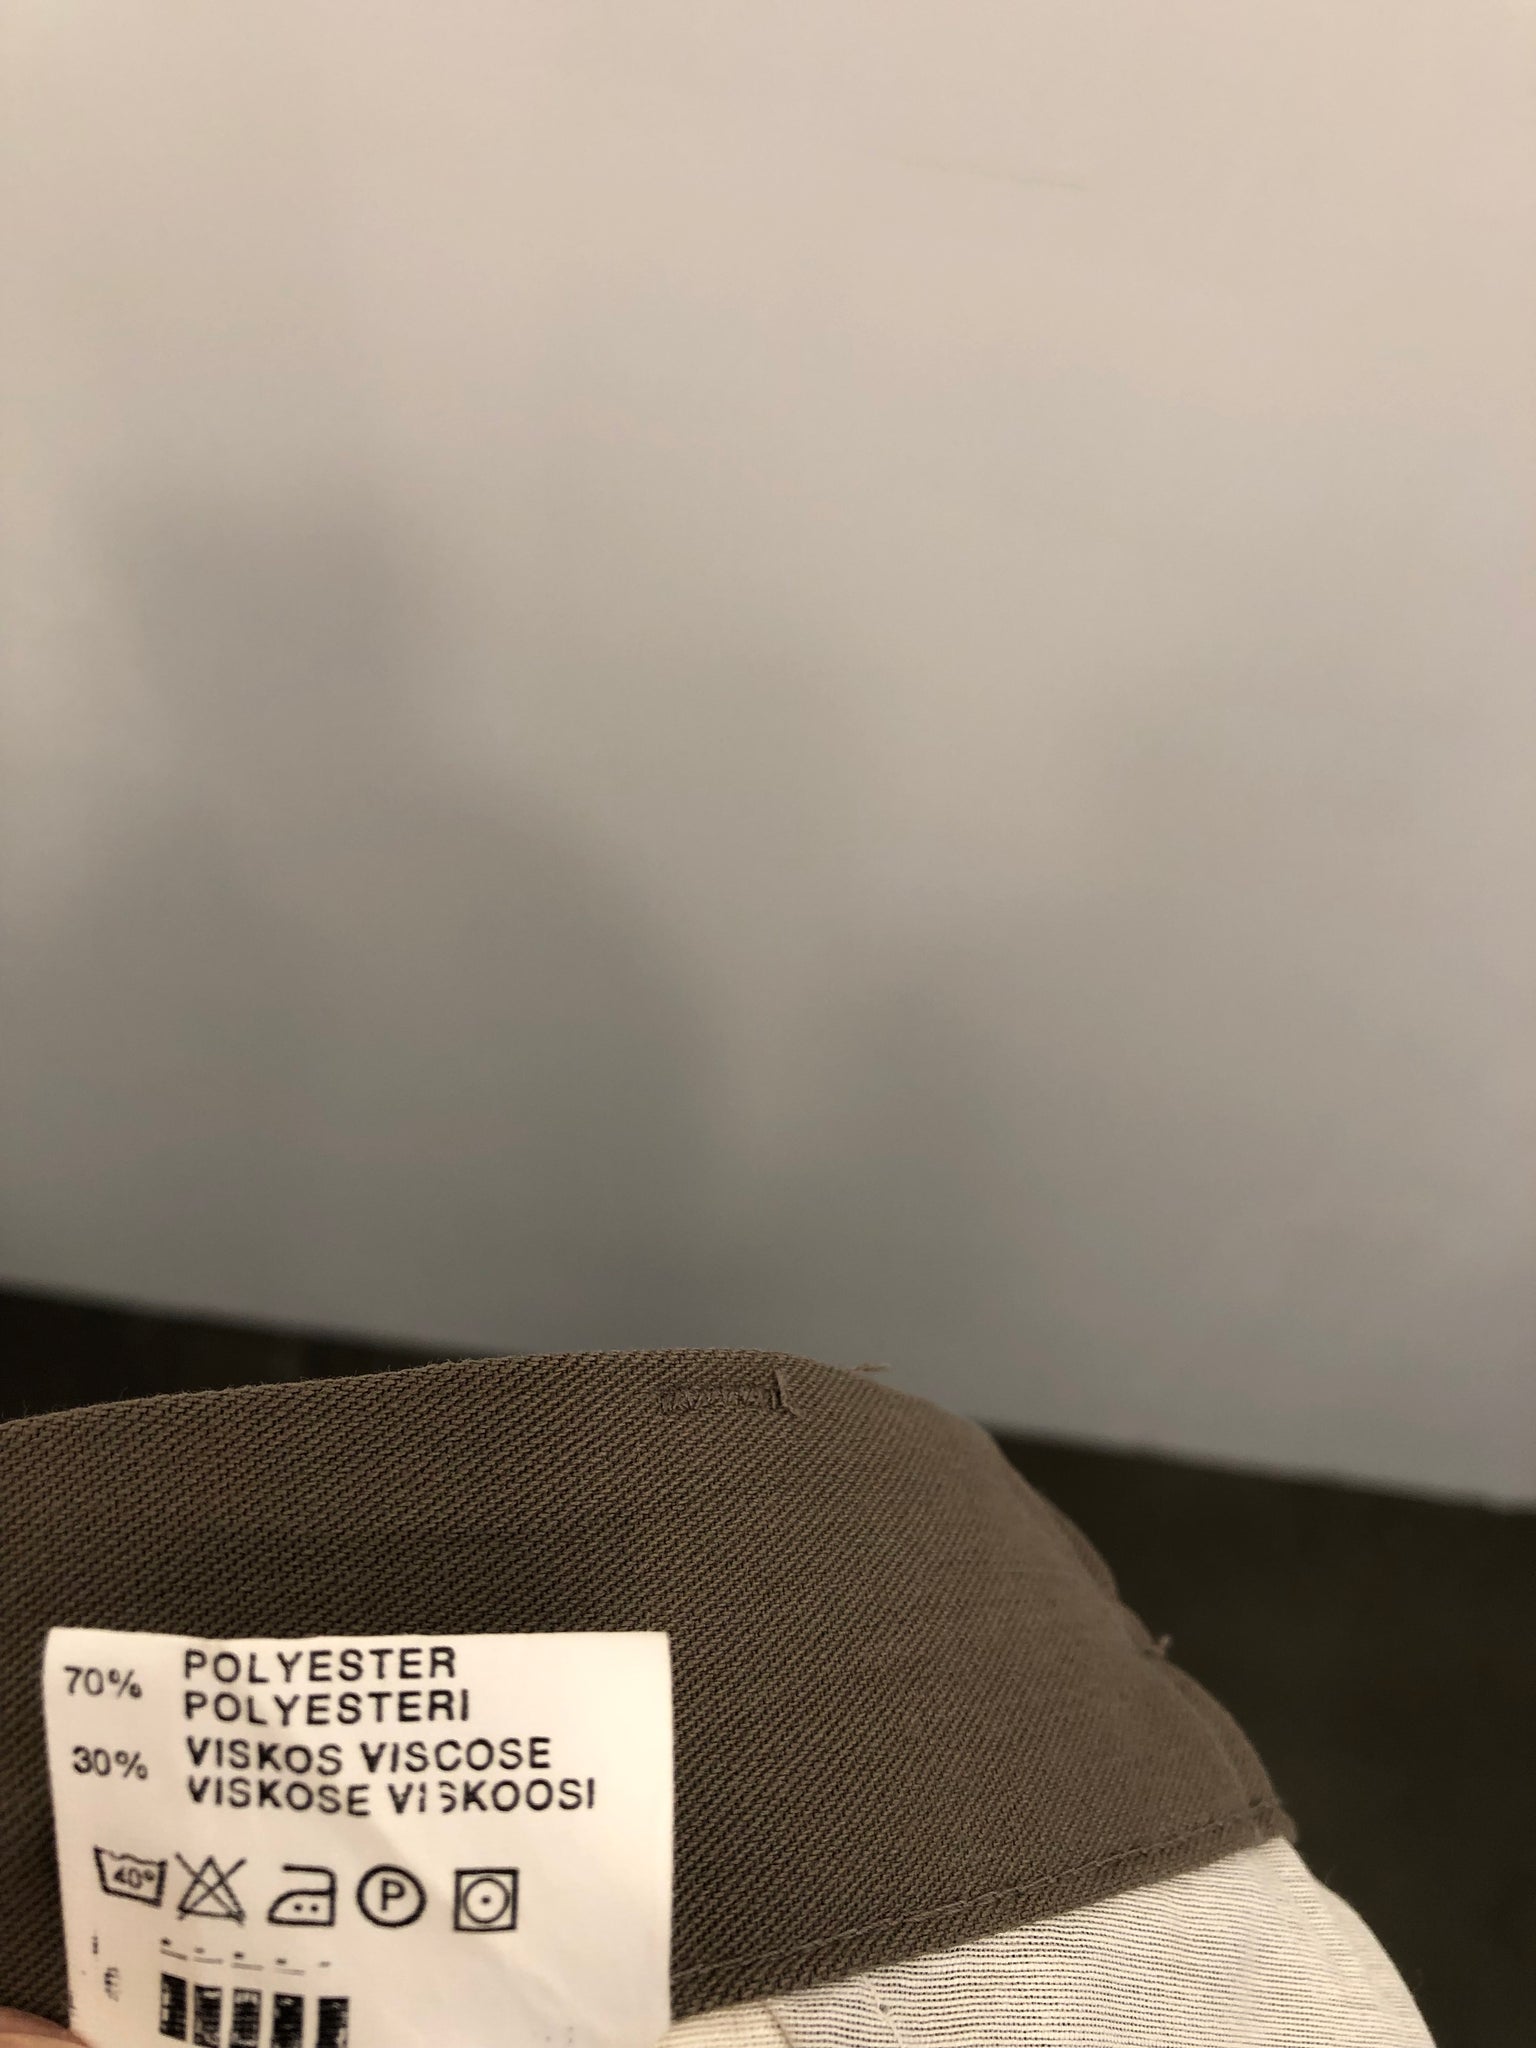 70% POLYESTER
POLYESTERI
30% VISKOS VISCOSE
VISKOSE VISKOOSI
40°
P